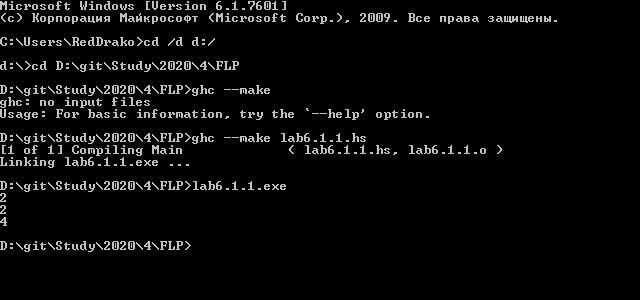 Microsoft Windows [Version 6.1.7601]
(c) Корпорация Майкрософт (Microsoft Corp.), 2009. Все права защищены.
C:\Users\RedDrako>cd /d d:/
d:\>cd D:\git\Study\2020\4\FLP
D:\git\Study\2020\4\FLP>ghc --make
ghc: no input files
Usage: For basic information, try the `--help' option.
D:\git\Study\2020\4\FLP>ghc --make lab6.1.1.hs
[1 of 1] Compiling Main             ( lab6.1.1.hs, lab6.1.1.o )
Linking lab6.1.1.exe ...
D:\git\Study\2020\4\FLP>lab6.1.1.exe
2
2
4
D:\git\Study\2020\4\FLP>